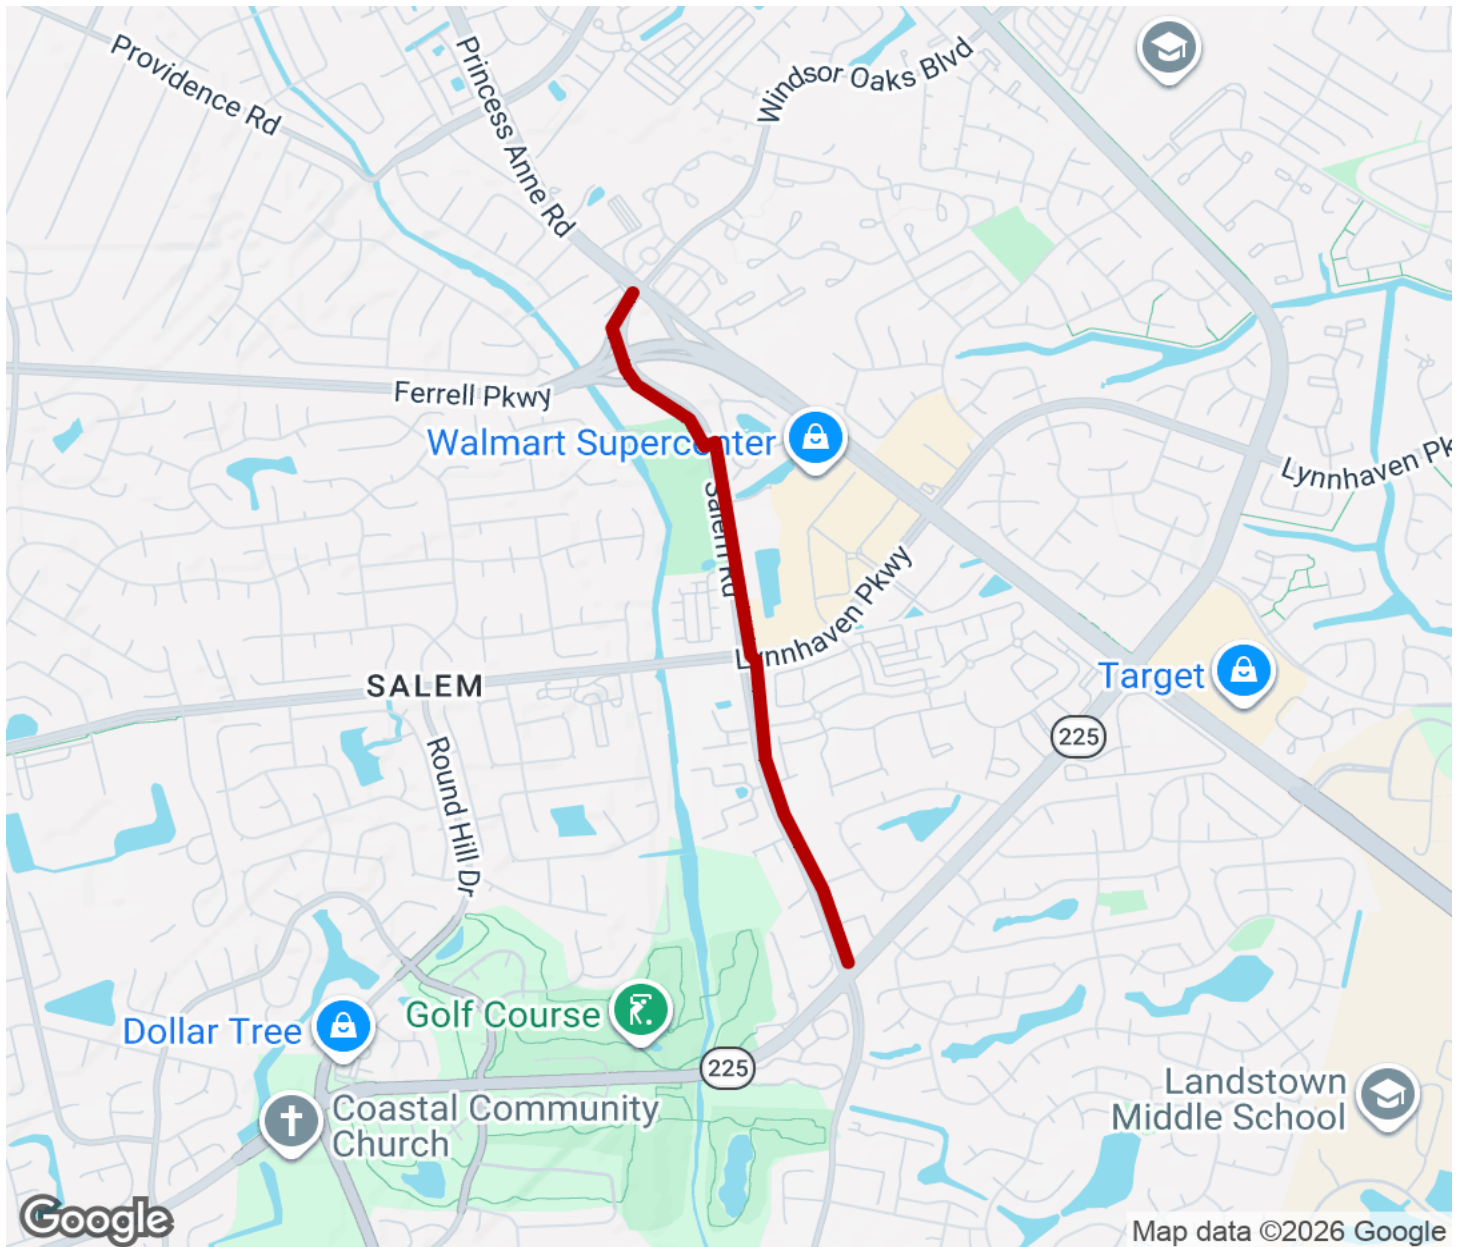 Providence Rd
Princess Anne Rd
Windsor Oaks Blvd
Ferrell Pkwy
Walmart Supercenter
Lynnhaven Pk
Salem Rd
Lynnhaven Pkwy
SALEM
Target
225
Round Hill Dr
Golf Course
Dollar Tree
225
Landstown
Middle School
Coastal Community
Church
Google
Map data ©2026 Google